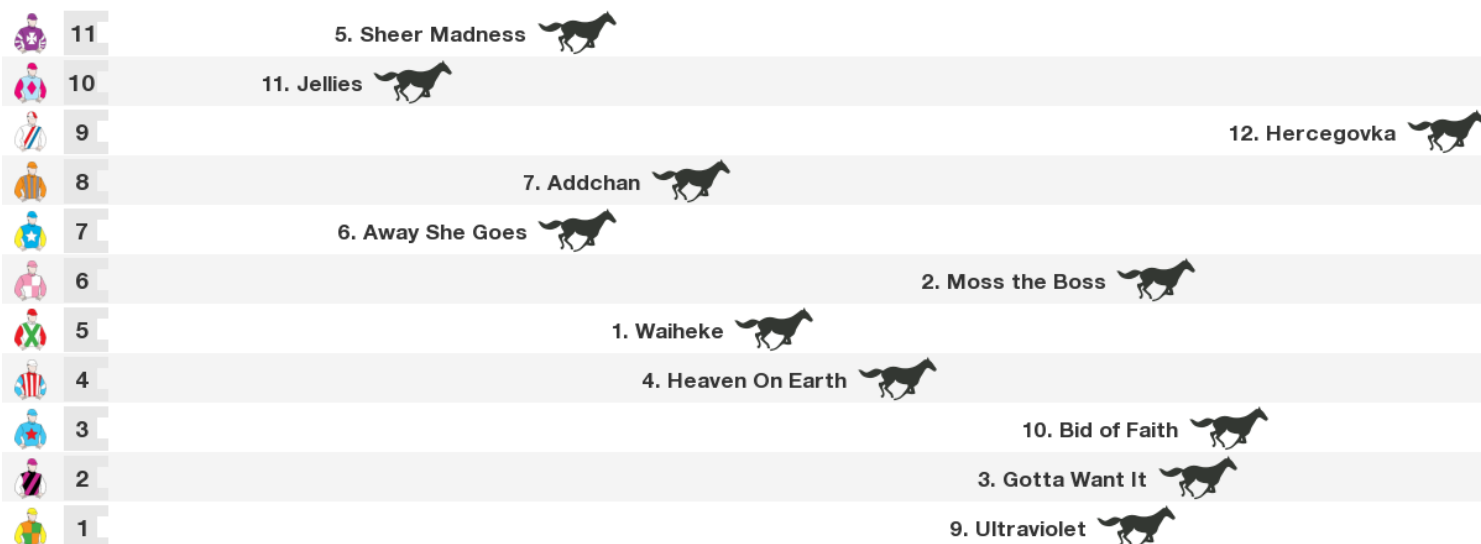 11 5. Sheer Madness
10 11. Jellies
9 12. Hercegovka
8 7. Addchan
7 6. Away She Goes
6 2. Moss the Boss
5 1. Waiheke
4 4. Heaven On Earth
3 10. Bid of Faith
2 3. Gotta Want It
1 9. Ultraviolet